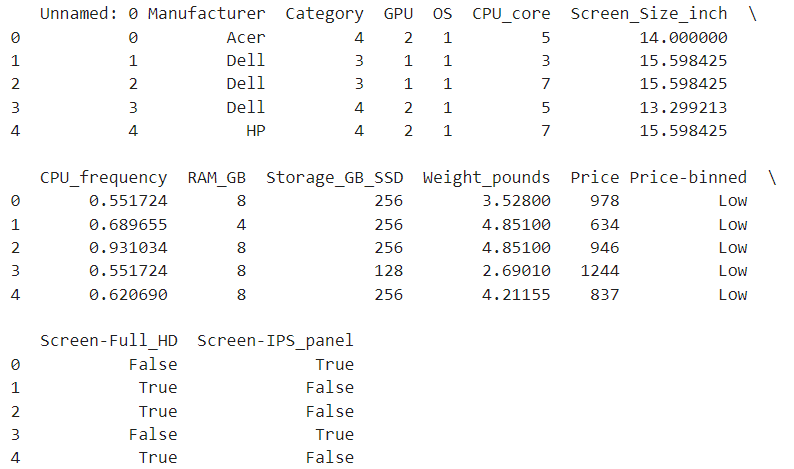 Unnamed: 0 Manufacturer  Category  GPU  OS  CPU_core  Screen_Size_inch  \
0           0         Acer         4    2   1         5         14.000000
1           1         Dell         3    1   1         3         15.598425
2           2         Dell         3    1   1         7         15.598425
3           3         Dell         4    2   1         5         13.299213
4           4           HP         4    2   1         7         15.598425
   CPU_frequency  RAM_GB  Storage_GB_SSD  Weight_pounds  Price Price-binned  \
0       0.551724       8             256        3.52800    978          Low
1       0.689655       4             256        4.85100    634          Low
2       0.931034       8             256        4.85100    946          Low
3       0.551724       8             128        2.69010   1244          Low
4       0.620690       8             256        4.21155    837          Low
   Screen-Full_HD  Screen-IPS_panel
0           False              True
1            True             False
2            True             False
3           False              True
4            True             False